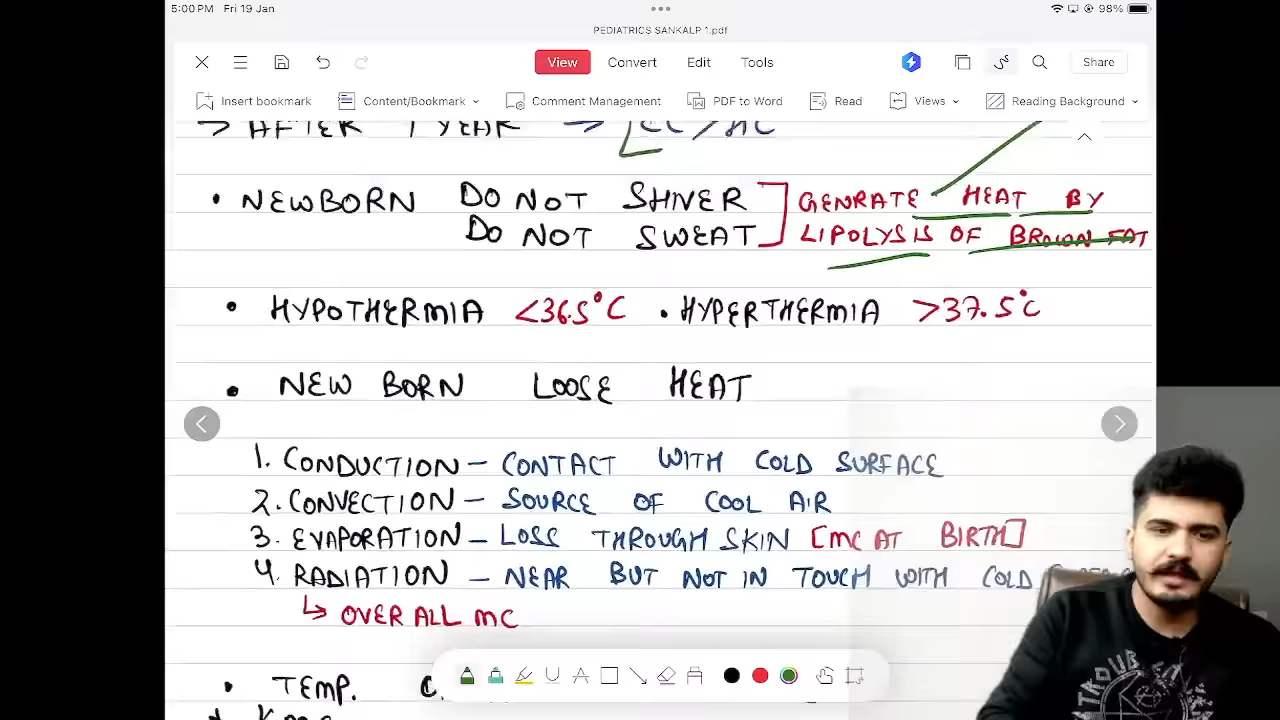 5:00 PM Fri 19 Jan
98%
PEDIATRICS SANKALP 1.pdf
View Convert Edit Tools Share
Insert bookmark Content/Bookmark Comment Management PDF to Word Read Views Reading Background
→ AFTER 1 YEAR →
• NEWBORN DO NOT SHIVER GENRATE HEAT BY
DO NOT SWEAT LIPOLYSIS OF BROWN FAT
• HYPOTHERMIA <36.5°C • HYPERTHERMIA >37.5°C
• NEW BORN LOOSE HEAT
1. CONDUCTION – CONTACT WITH COLD SURFACE
2. CONVECTION – SOURCE OF COOL AIR
3. EVAPORATION – LOSS THROUGH SKIN [MC AT BIRTH]
4. RADIATION – NEAR BUT NOT IN TOUCH WITH COLD
↳ OVER ALL MC
• TEMP.